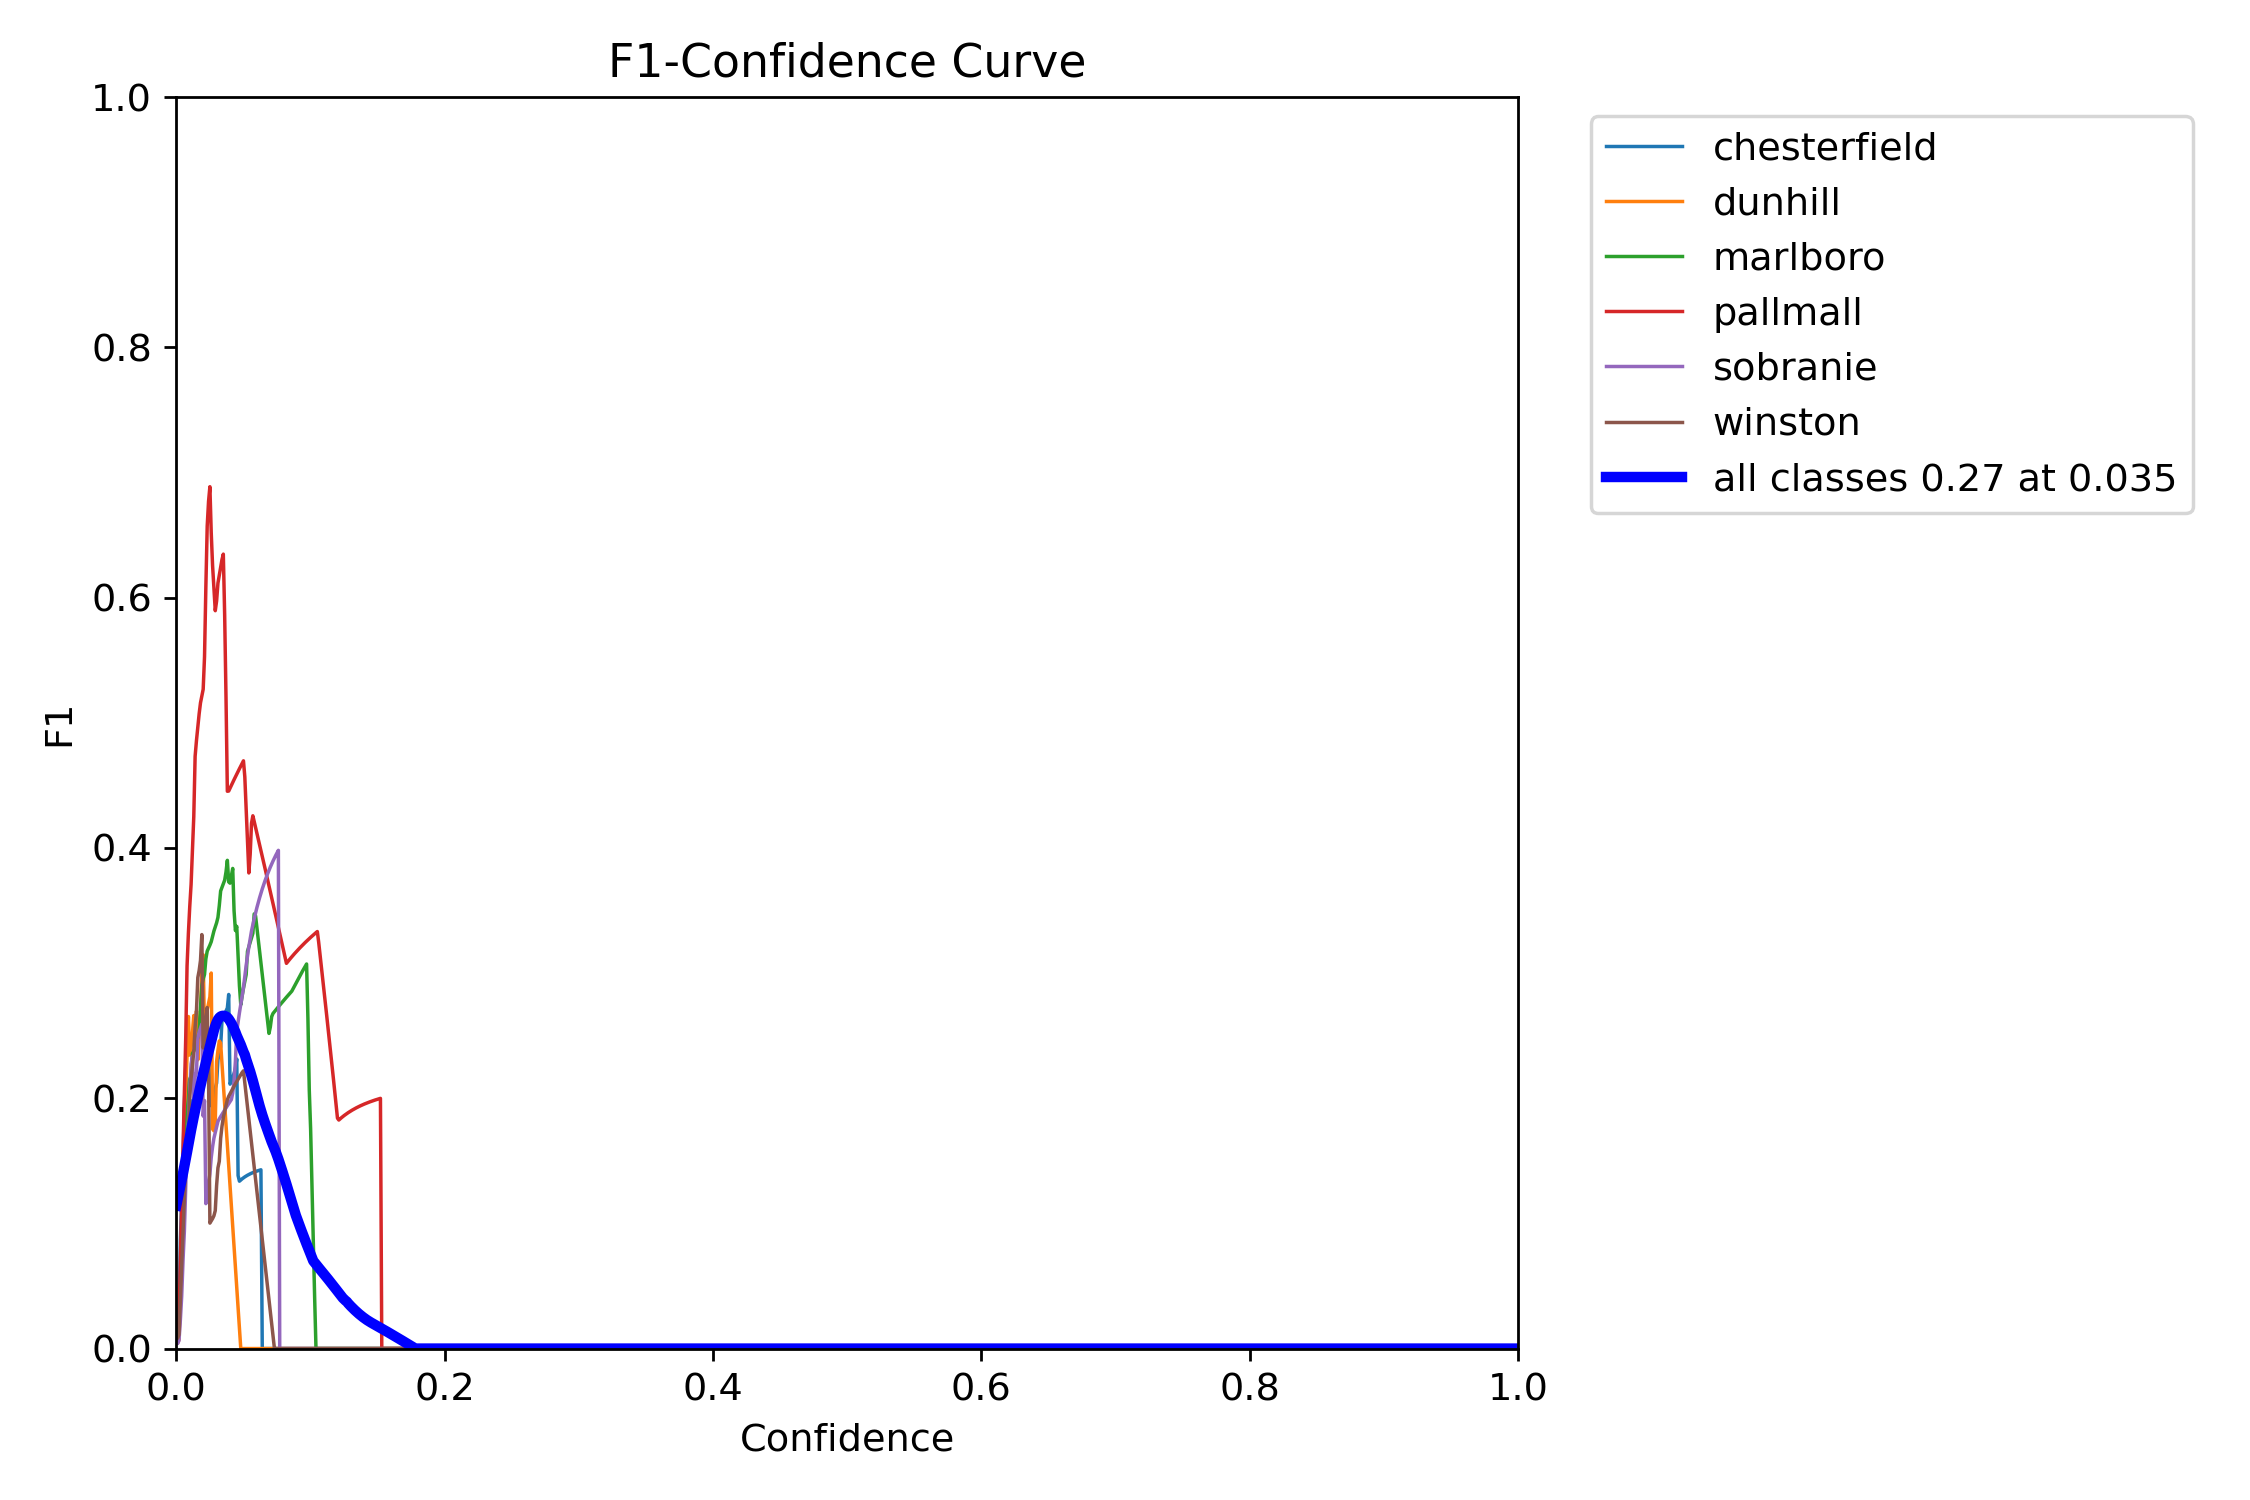 F1-Confidence Curve
1.0
0.8
0.6
0.4
0.2
0.0
F1
0.0 0.2 0.4 0.6 0.8 1.0
Confidence
chesterfield
dunhill
marlboro
pallmall
sobranie
winston
all classes 0.27 at 0.035